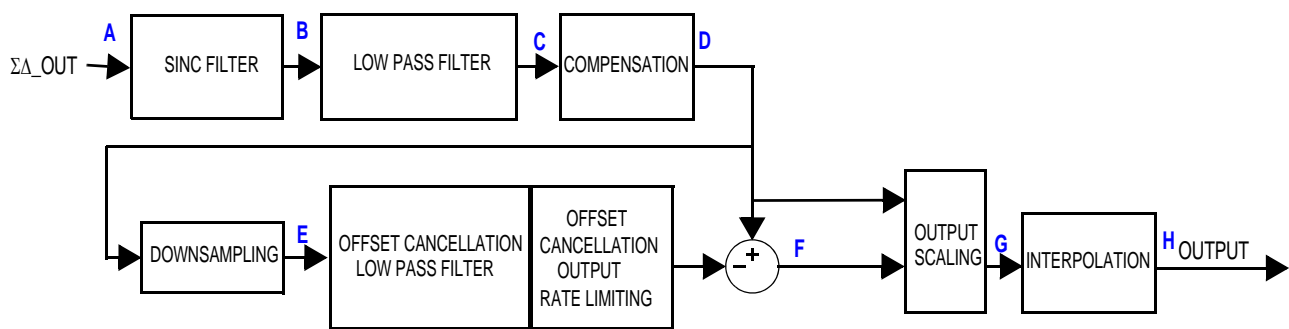 A
B
C
D
ΣΔ_OUT
SINC FILTER
LOW PASS FILTER
COMPENSATION
DOWNSAMPLING
E
OFFSET CANCELLATION
LOW PASS FILTER
OFFSET
CANCELLATION
OUTPUT
RATE LIMITING
+
−
F
OUTPUT
SCALING
G
INTERPOLATION
H
OUTPUT